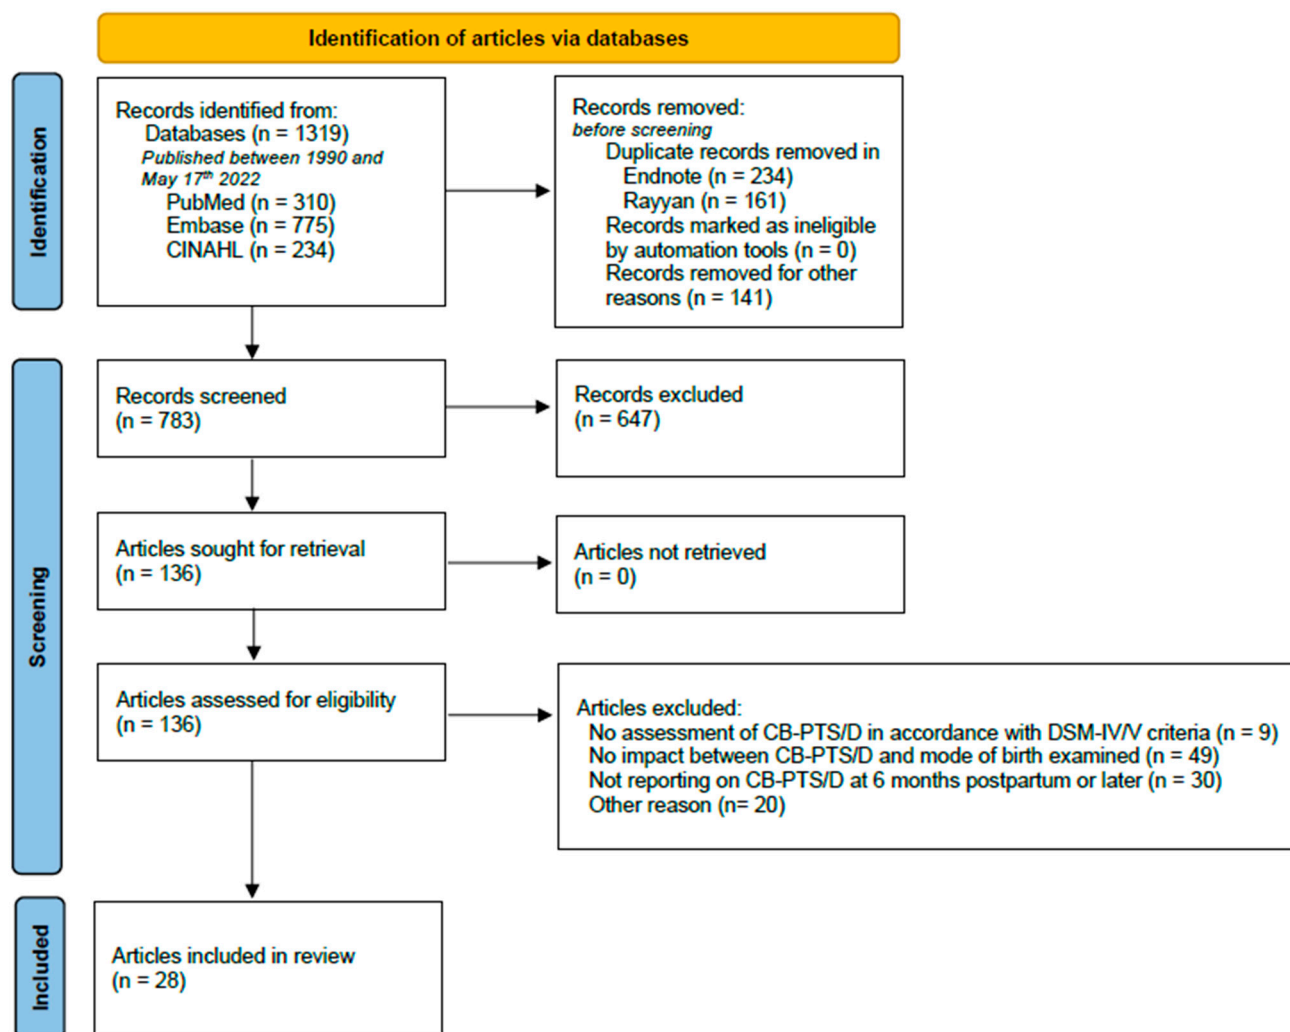 Identification of articles via databases
Identification
Records identified from:
Databases (n = 1319)
Published between 1990 and
May 17th 2022
PubMed (n = 310)
Embase (n = 775)
CINAHL (n = 234)
Records removed:
before screening
Duplicate records removed in
Endnote (n = 234)
Rayyan (n = 161)
Records marked as ineligible
by automation tools (n = 0)
Records removed for other
reasons (n = 141)
Screening
Records screened
(n = 783)
Records excluded
(n = 647)
Articles sought for retrieval
(n = 136)
Articles not retrieved
(n = 0)
Articles assessed for eligibility
(n = 136)
Articles excluded:
No assessment of CB-PTS/D in accordance with DSM-IV/V criteria (n = 9)
No impact between CB-PTS/D and mode of birth examined (n = 49)
Not reporting on CB-PTS/D at 6 months postpartum or later (n = 30)
Other reason (n= 20)
Included
Articles included in review
(n = 28)